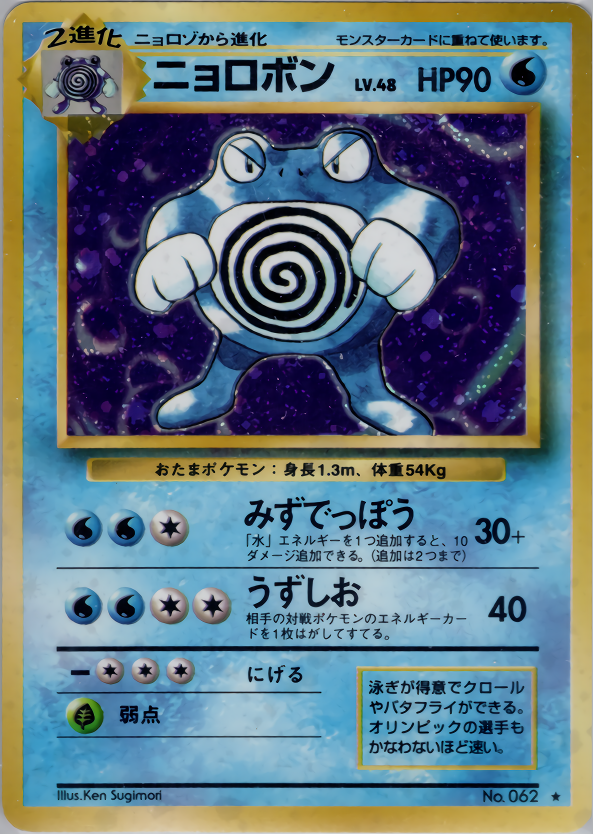 2進化
ニョロゾから進化
モンスターカードに重ねて使います。
ニョロボン LV.48 HP90
おたまポケモン：身長1.3m、体重54Kg
みずでっぽう
「水」エネルギーを1つ追加すると、10
ダメージ追加できる。（追加は2つまで）
30+
うずしお
相手の対戦ポケモンのエネルギーカー
ドを1枚はがしてすてる。
40
ー
にげる
弱点
泳ぎが得意でクロール
やバタフライができる。
オリンピックの選手も
かなわないほど速い。
Illus.Ken Sugimori
No.062 ★